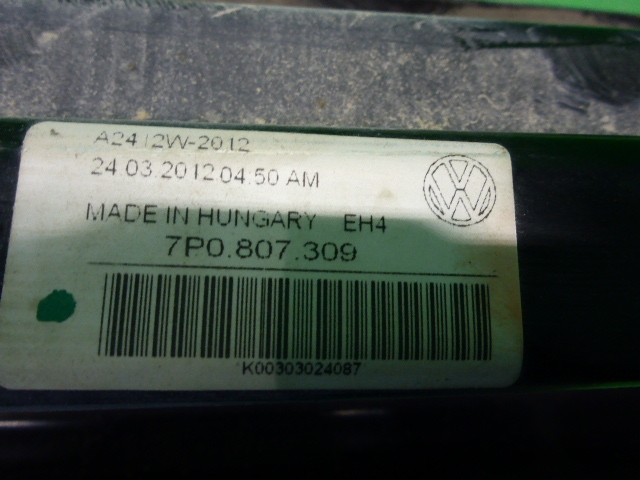 A2412W-2012
24.03.2012 04.50 AM
MADE IN HUNGARY EH4
7P0.807.309
K00303024087